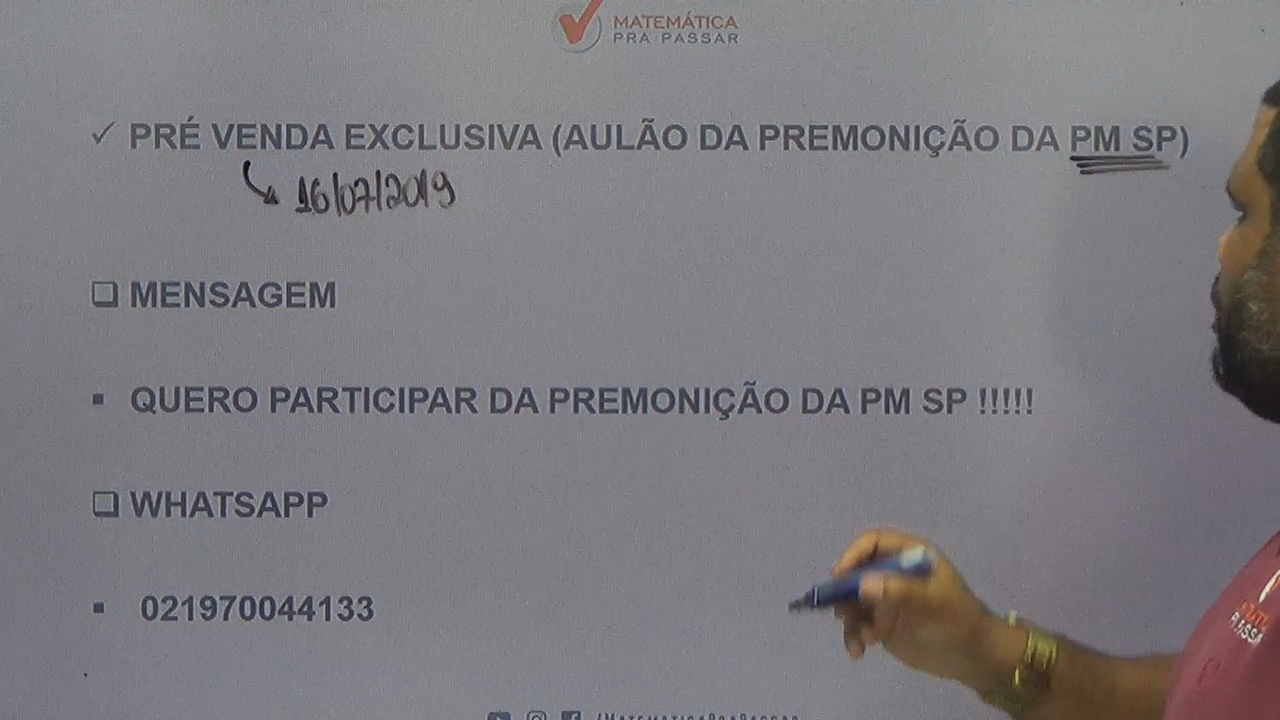 MATEMÁTICA
PRA PASSAR
✓ PRÉ VENDA EXCLUSIVA (AULÃO DA PREMONIÇÃO DA PM SP)
16/07/2019
❑ MENSAGEM
▪ QUERO PARTICIPAR DA PREMONIÇÃO DA PM SP !!!!!
❑ WHATSAPP
▪ 021970044133
/MATEMATICAPRAPASSAR